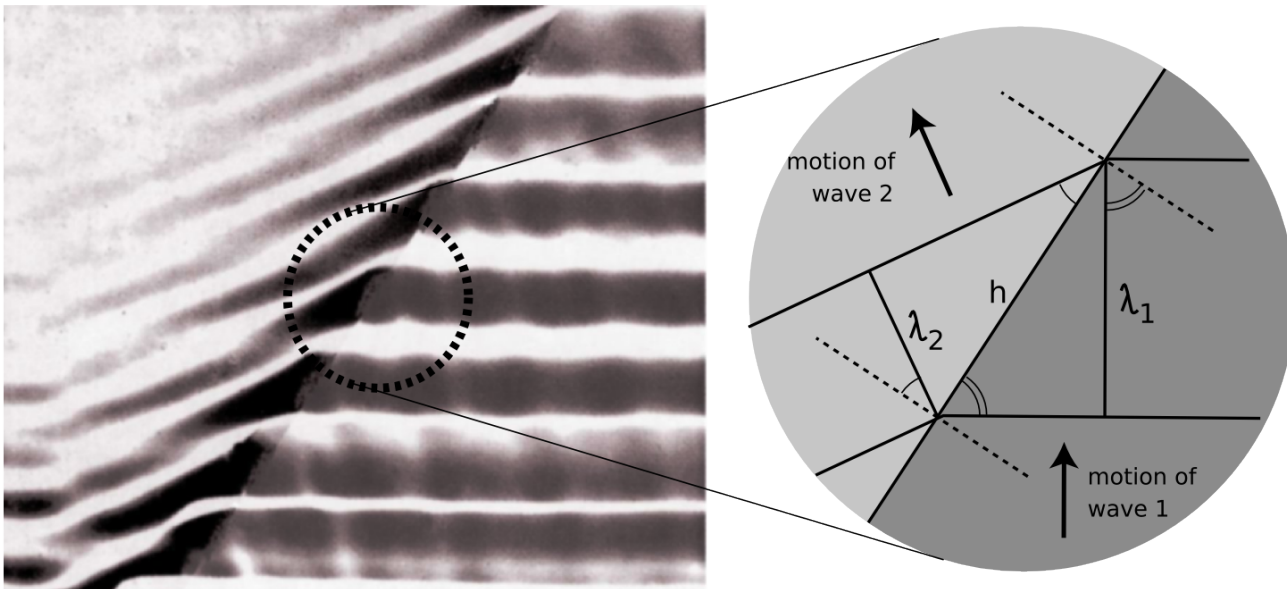 motion of
wave 2
h
λ₁
λ₂
motion of
wave 1